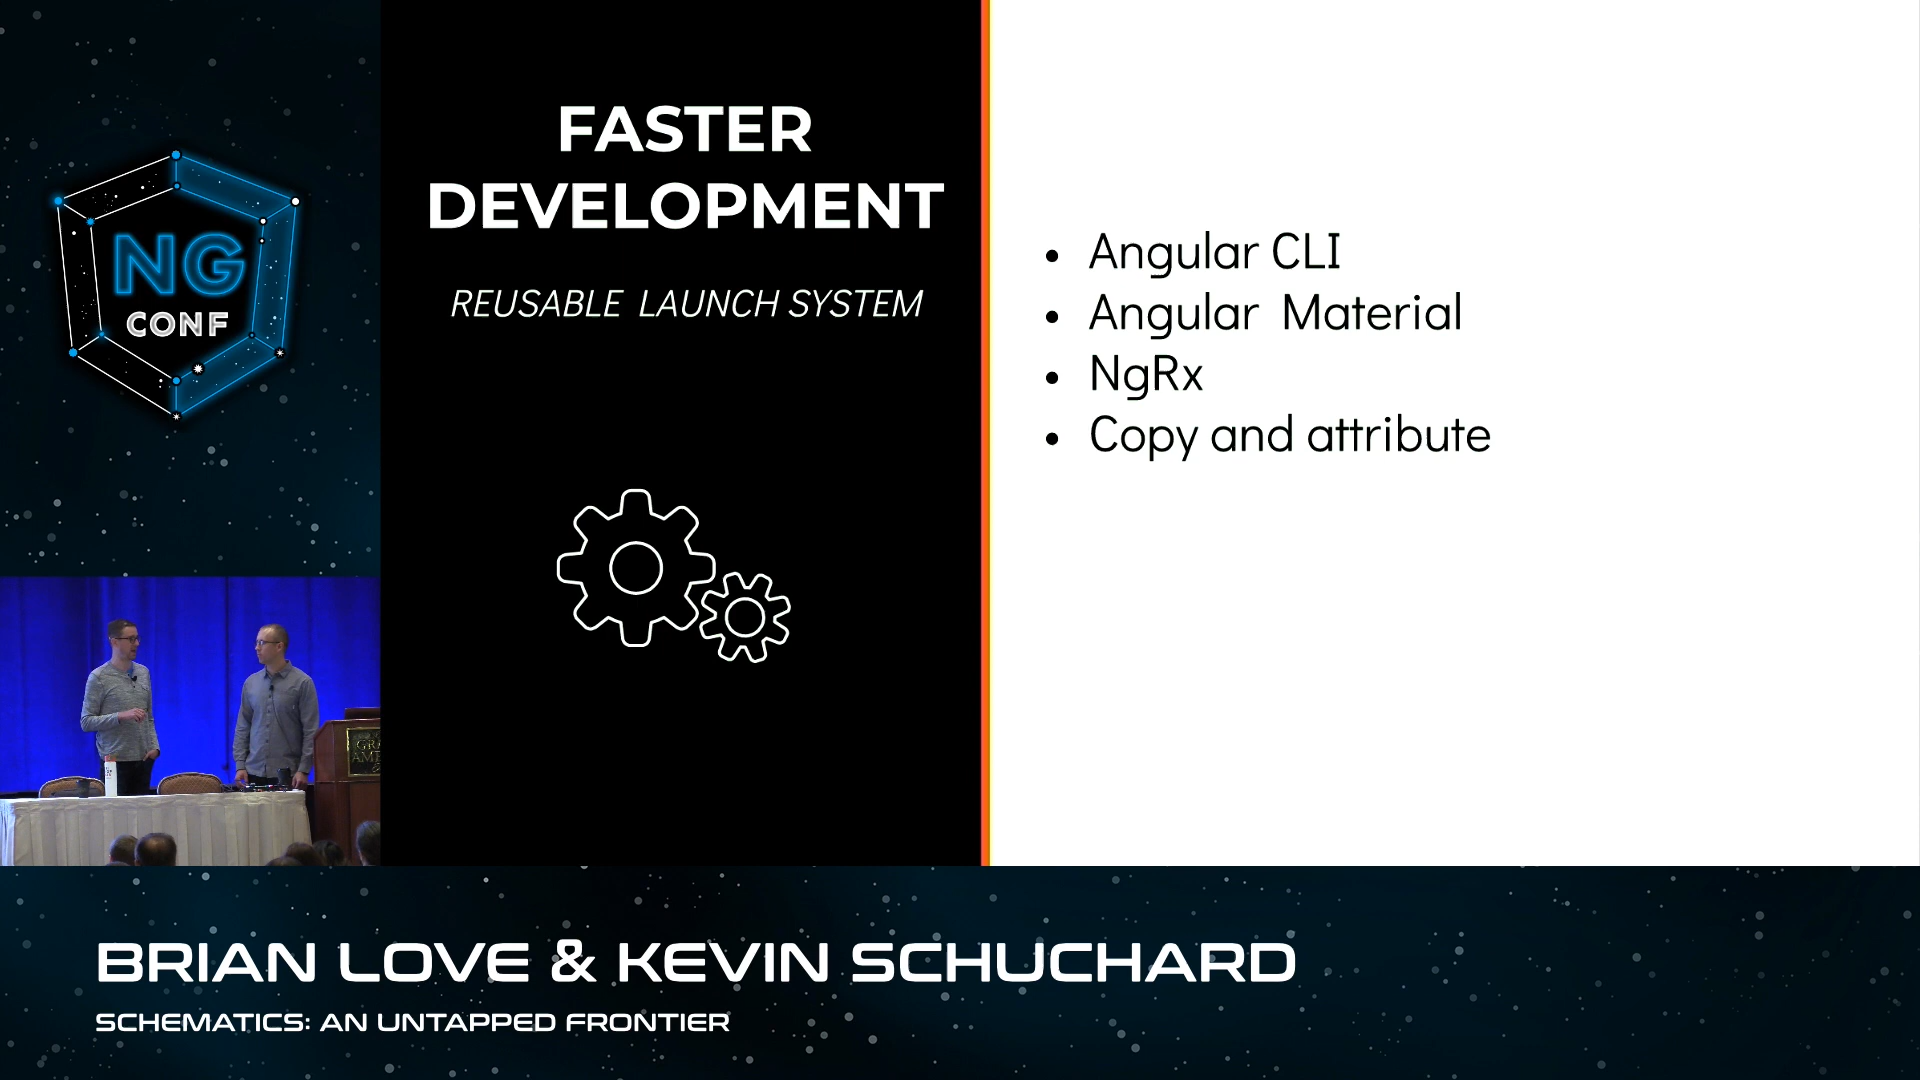 NG
CONF
FASTER
DEVELOPMENT
REUSABLE LAUNCH SYSTEM
• Angular CLI
• Angular Material
• NgRx
• Copy and attribute
BRIAN LOVE & KEVIN SCHUCHARD
SCHEMATICS: AN UNTAPPED FRONTIER